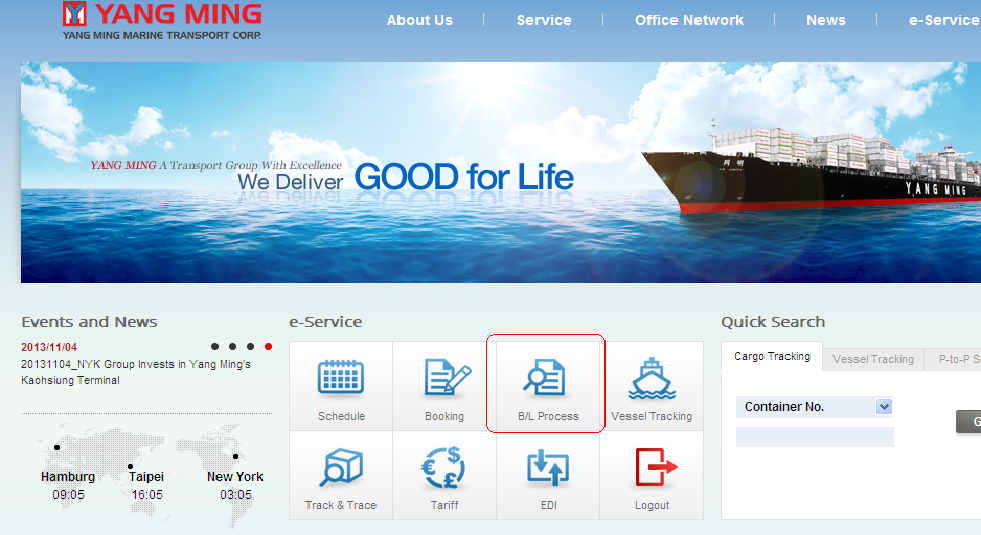 YANG MING
YANG MING MARINE TRANSPORT CORP.
About Us
Service
Office Network
News
e-Service
YANG MING A Transport Group With Excellence
We Deliver GOOD for Life
YANG MING
Events and News
2013/11/04
20131104_NYK Group Invests in Yang Ming's
Kaohsiung Terminal
Hamburg
09:05
Taipei
16:05
New York
03:05
e-Service
Schedule
Booking
B/L Process
Vessel Tracking
Track & Trace
Tariff
EDI
Logout
Quick Search
Cargo Tracking
Vessel Tracking
P-to-P S
Container No.
G